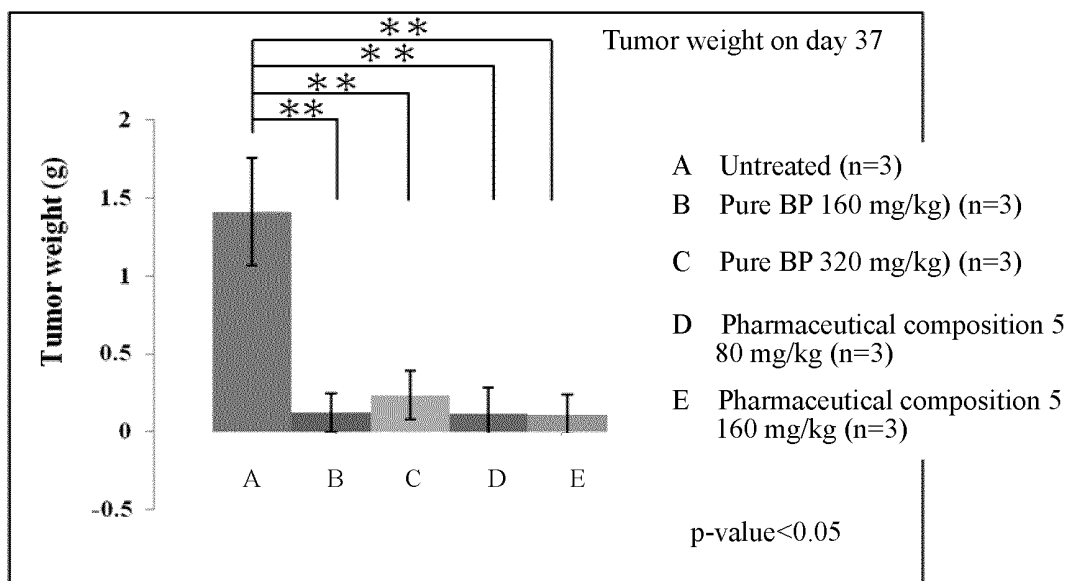 Tumor weight on day 37
**
**
**
**
Tumor weight (g)
2
1.5
1
0.5
0
-0.5
A
B
C
D
E
A Untreated (n=3)
B Pure BP 160 mg/kg) (n=3)
C Pure BP 320 mg/kg) (n=3)
D Pharmaceutical composition 5
80 mg/kg (n=3)
E Pharmaceutical composition 5
160 mg/kg (n=3)
p-value<0.05